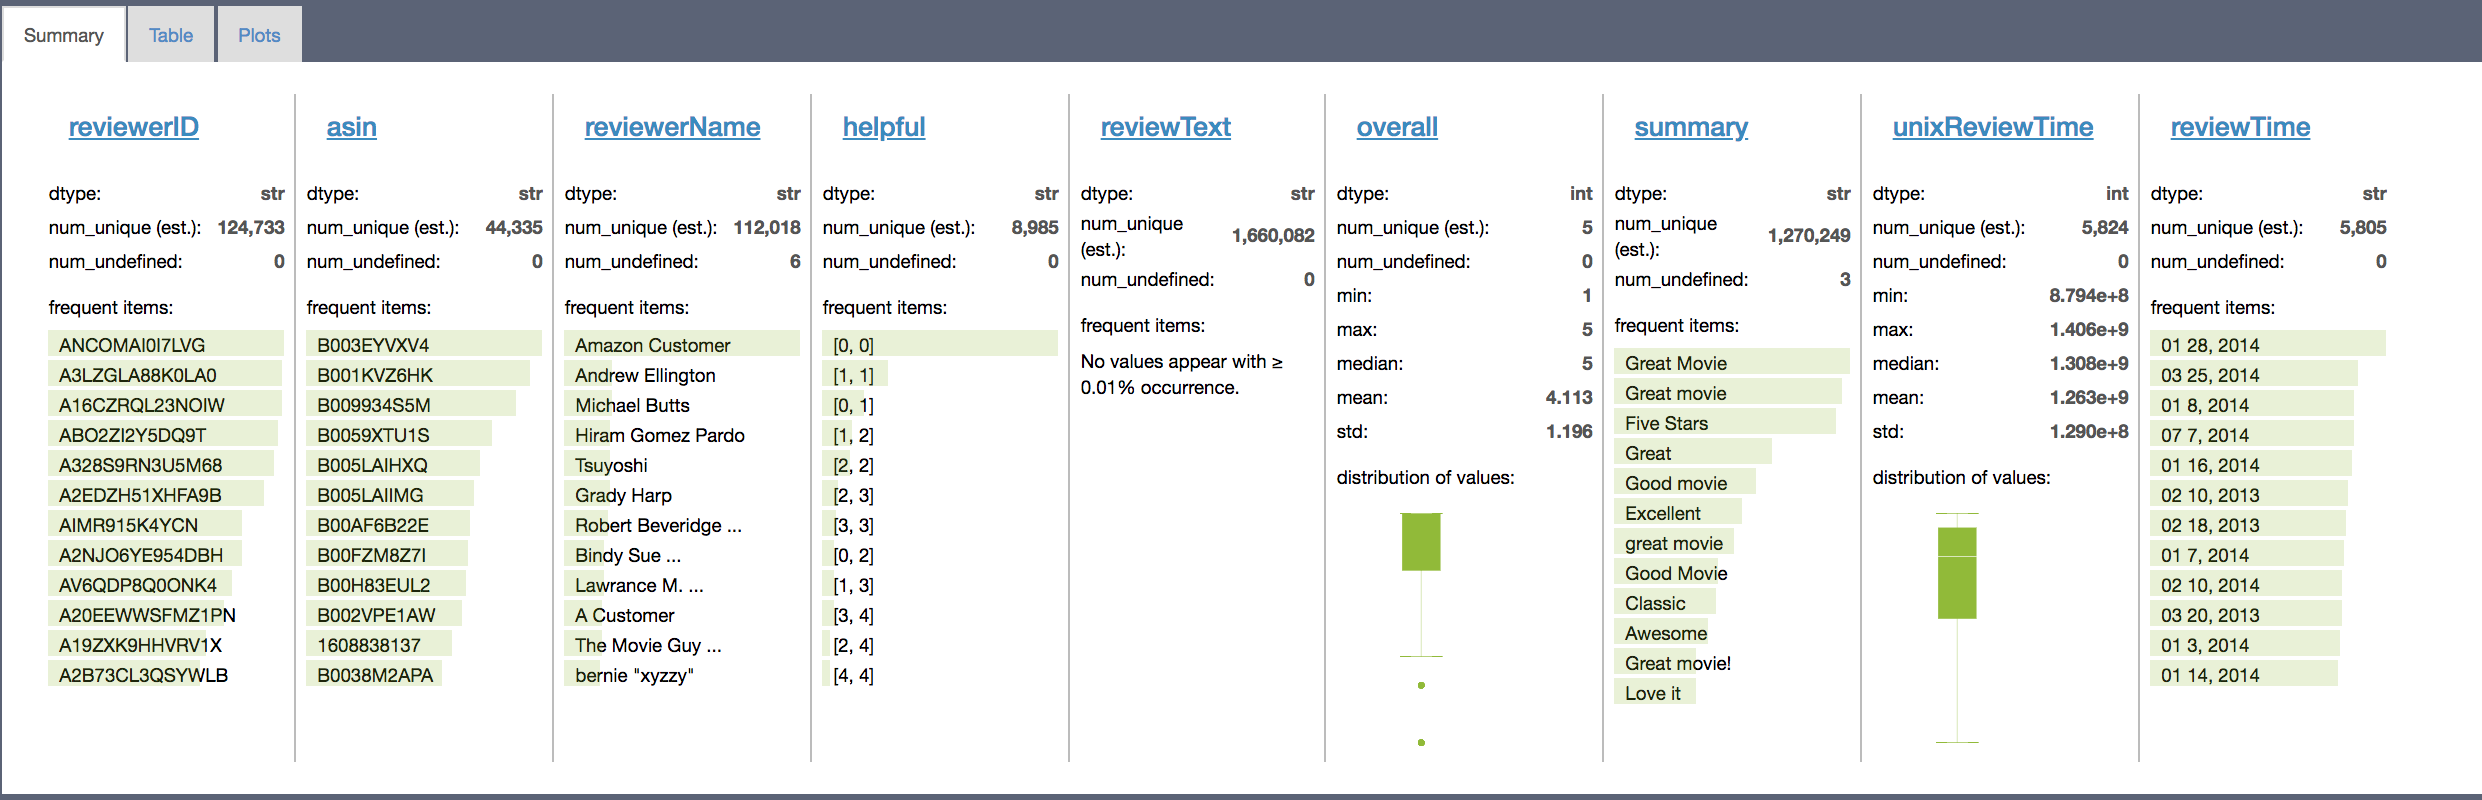 Summary
Table
Plots
reviewerID
dtype: str
num_unique (est.): 124,733
num_undefined: 0
frequent items:
ANCOMAI0I7LVG
A3LZGLA88K0LA0
A16CZRQL23NOIW
ABO2ZI2Y5DQ9T
A328S9RN3U5M68
A2EDZH51XHFA9B
AIMR915K4YCN
A2NJO6YE954DBH
AV6QDP8Q0ONK4
A20EEWWSFMZ1PN
A19ZXK9HHVRV1X
A2B73CL3QSYWLB
asin
dtype: str
num_unique (est.): 44,335
num_undefined: 0
frequent items:
B003EYVXV4
B001KVZ6HK
B009934S5M
B0059XTU1S
B005LAIHXQ
B005LAIIMG
B00AF6B22E
B00FZM8Z7I
B00H83EUL2
B002VPE1AW
1608838137
B0038M2APA
reviewerName
dtype: str
num_unique (est.): 112,018
num_undefined: 6
frequent items:
Amazon Customer
Andrew Ellington
Michael Butts
Hiram Gomez Pardo
Tsuyoshi
Grady Harp
Robert Beveridge ...
Bindy Sue ...
Lawrance M. ...
A Customer
The Movie Guy ...
bernie "xyzzy"
helpful
dtype: str
num_unique (est.): 8,985
num_undefined: 0
frequent items:
[0, 0]
[1, 1]
[0, 1]
[1, 2]
[2, 2]
[2, 3]
[3, 3]
[0, 2]
[1, 3]
[3, 4]
[2, 4]
[4, 4]
reviewText
dtype: str
num_unique
(est.): 1,660,082
num_undefined: 0
frequent items:
No values appear with ≥
0.01% occurrence.
overall
dtype: int
num_unique (est.): 5
num_undefined: 0
min: 1
max: 5
median: 5
mean: 4.113
std: 1.196
distribution of values:
summary
dtype: str
num_unique
(est.): 1,270,249
num_undefined: 3
frequent items:
Great Movie
Great movie
Five Stars
Great
Good movie
Excellent
great movie
Good Movie
Classic
Awesome
Great movie!
Love it
unixReviewTime
dtype: int
num_unique (est.): 5,824
num_undefined: 0
min: 8.794e+8
max: 1.406e+9
median: 1.308e+9
mean: 1.263e+9
std: 1.290e+8
distribution of values:
reviewTime
dtype: str
num_unique (est.): 5,805
num_undefined: 0
frequent items:
01 28, 2014
03 25, 2014
01 8, 2014
07 7, 2014
01 16, 2014
02 10, 2013
02 18, 2013
01 7, 2014
02 10, 2014
03 20, 2013
01 3, 2014
01 14, 2014